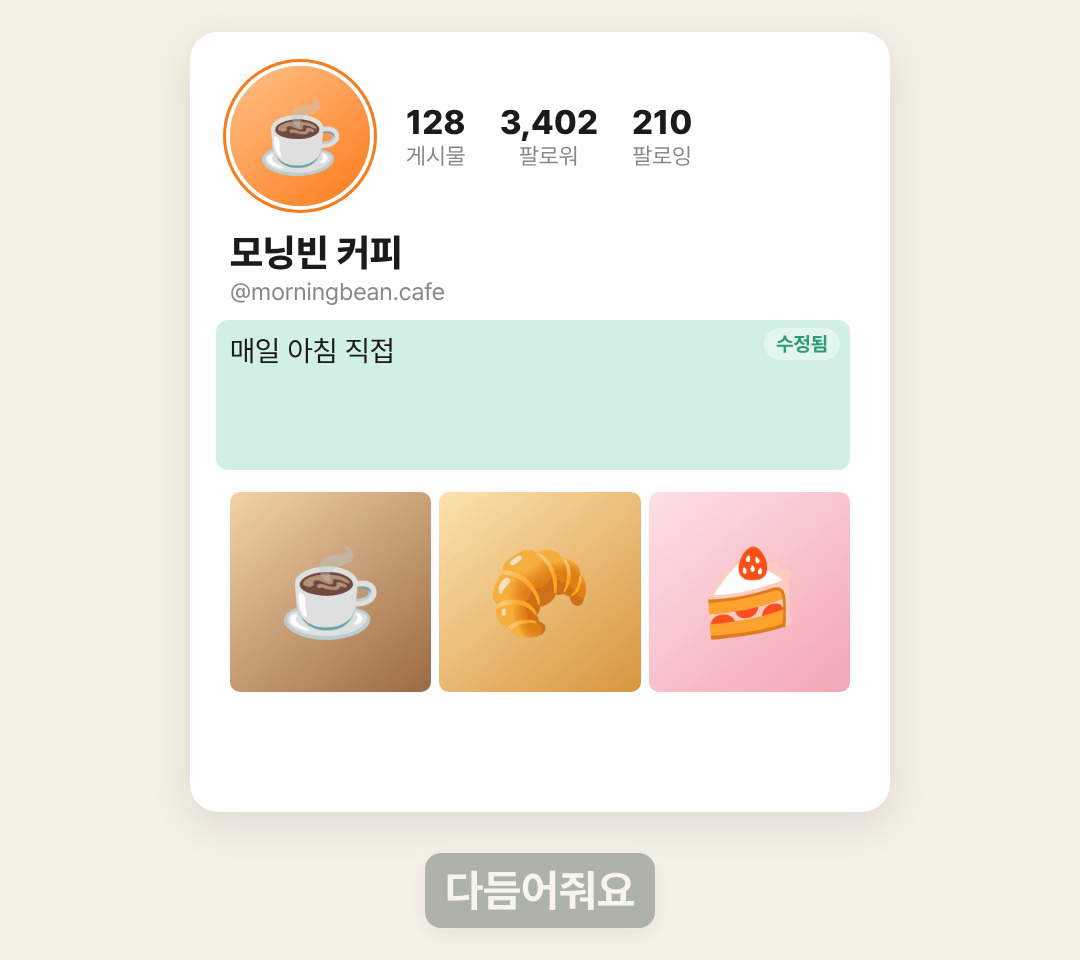 128 3,402 210
게시물 팔로워 팔로잉
모닝빈 커피
@morningbean.cafe
매일 아침 직접
수정됨
다듬어줘요